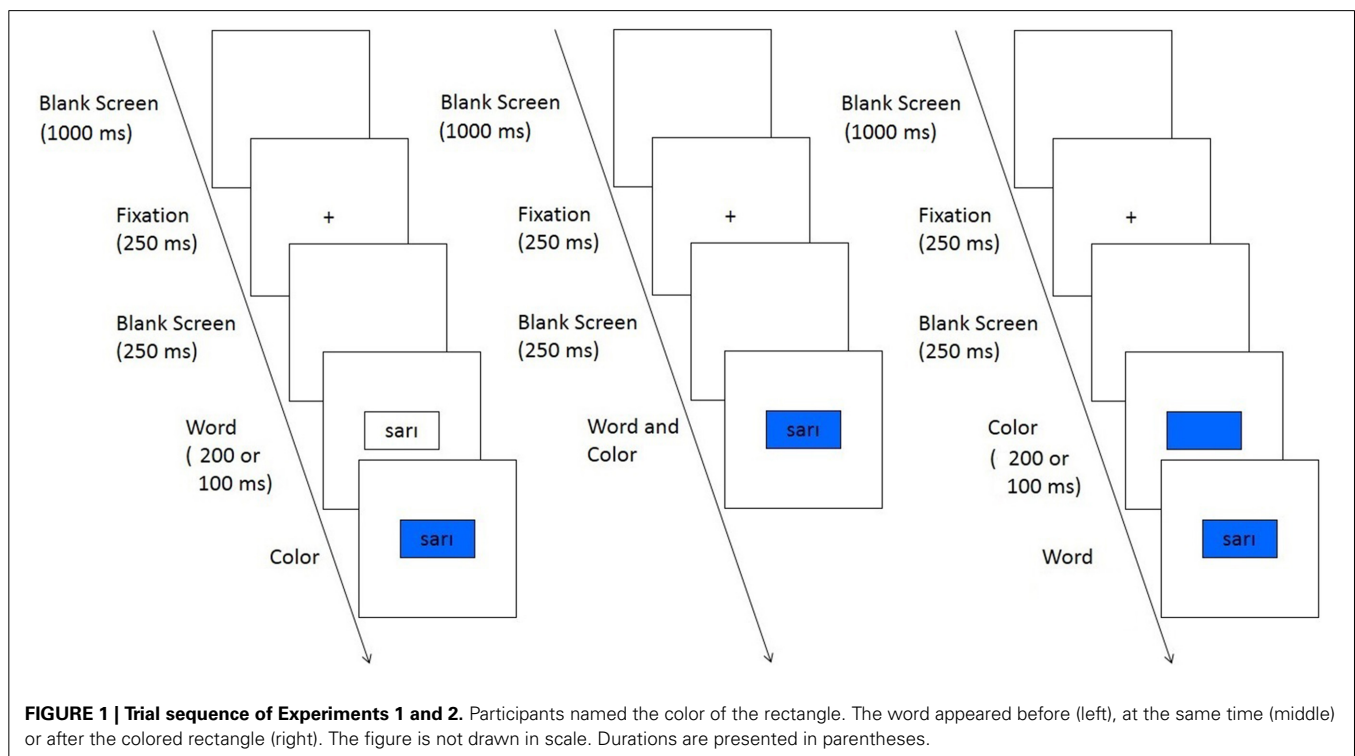 Blank Screen
(1000 ms)
Fixation
(250 ms)
Blank Screen
(250 ms)
Word
( 200 or
100 ms)
Color
+
sarı
sarı
Blank Screen
(1000 ms)
Fixation
(250 ms)
Blank Screen
(250 ms)
Word and
Color
+
sarı
Blank Screen
(1000 ms)
Fixation
(250 ms)
Blank Screen
(250 ms)
Color
( 200 or
100 ms)
Word
+
sarı
FIGURE 1 | Trial sequence of Experiments 1 and 2. Participants named the color of the rectangle. The word appeared before (left), at the same time (middle)
or after the colored rectangle (right). The figure is not drawn in scale. Durations are presented in parentheses.